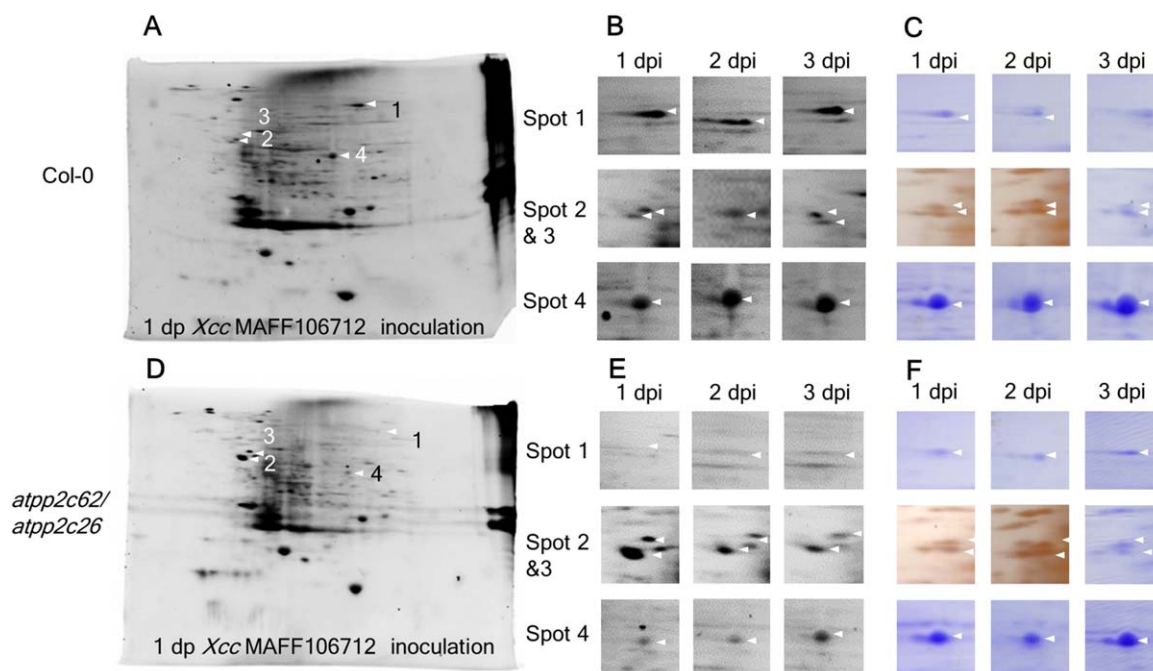 A
B
C
1 dpi 2 dpi 3 dpi
1 dpi 2 dpi 3 dpi
Col-0
1
3
2
4
1 dp Xcc MAFF106712 inoculation
Spot 1
Spot 2
& 3
Spot 4
D
E
F
1 dpi 2 dpi 3 dpi
1 dpi 2 dpi 3 dpi
atpp2c62/
atpp2c26
1
3
2
4
1 dp Xcc MAFF106712 inoculation
Spot 1
Spot 2
&3
Spot 4